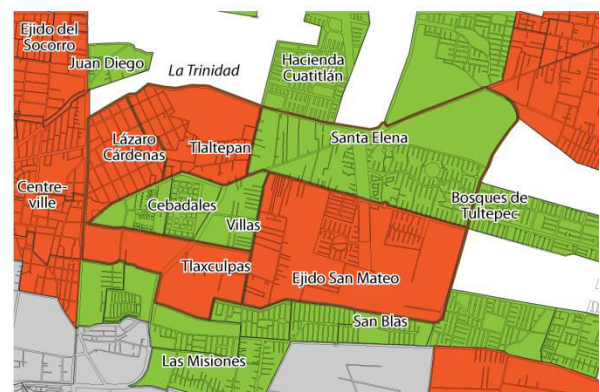 Ejido del
Socorro
Juan Diego
La Trinidad
Hacienda
Cuatitlán
Lázaro
Cárdenas
Tlaltepan
Santa Elena
Centre-
ville
Cebadales
Villas
Bosques de
Tultepec
Tlaxculpas
Ejido San Mateo
San Blas
Las Misiones